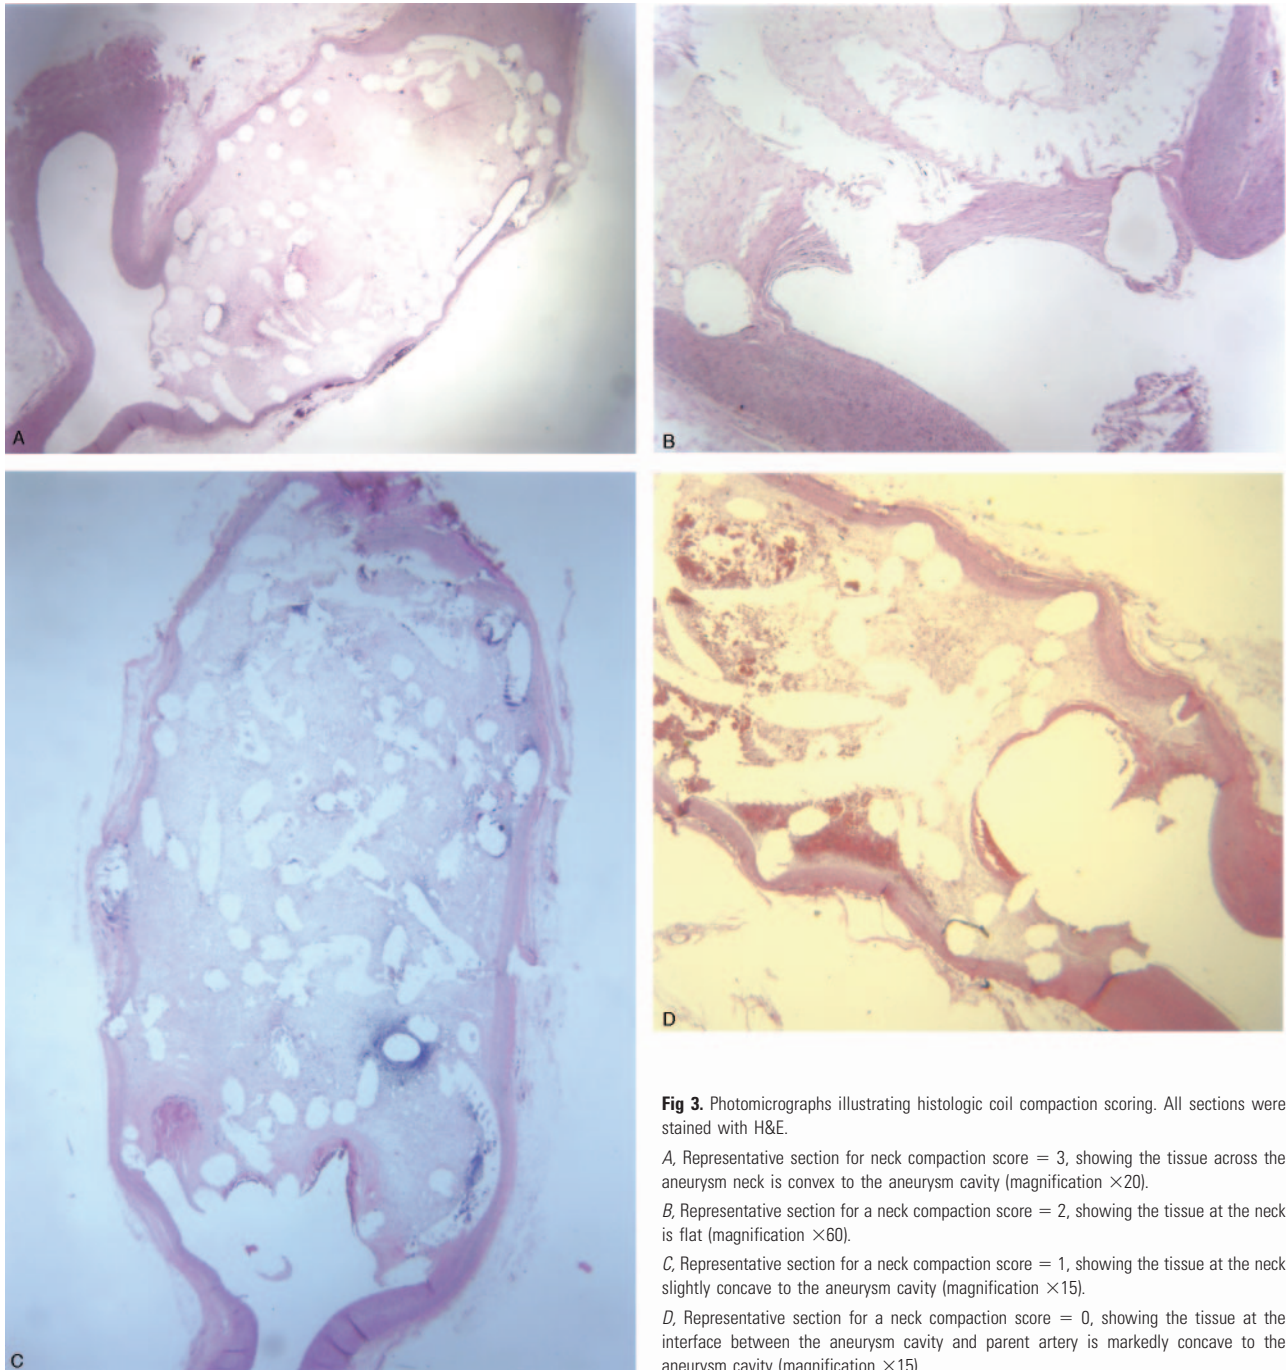 A
B
C
D
Fig 3. Photomicrographs illustrating histologic coil compaction scoring. All sections were
stained with H&E.
A, Representative section for neck compaction score = 3, showing the tissue across the
aneurysm neck is convex to the aneurysm cavity (magnification ×20).
B, Representative section for a neck compaction score = 2, showing the tissue at the neck
is flat (magnification ×60).
C, Representative section for a neck compaction score = 1, showing the tissue at the neck
slightly concave to the aneurysm cavity (magnification ×15).
D, Representative section for a neck compaction score = 0, showing the tissue at the
interface between the aneurysm cavity and parent artery is markedly concave to the
aneurysm cavity (magnification ×15).